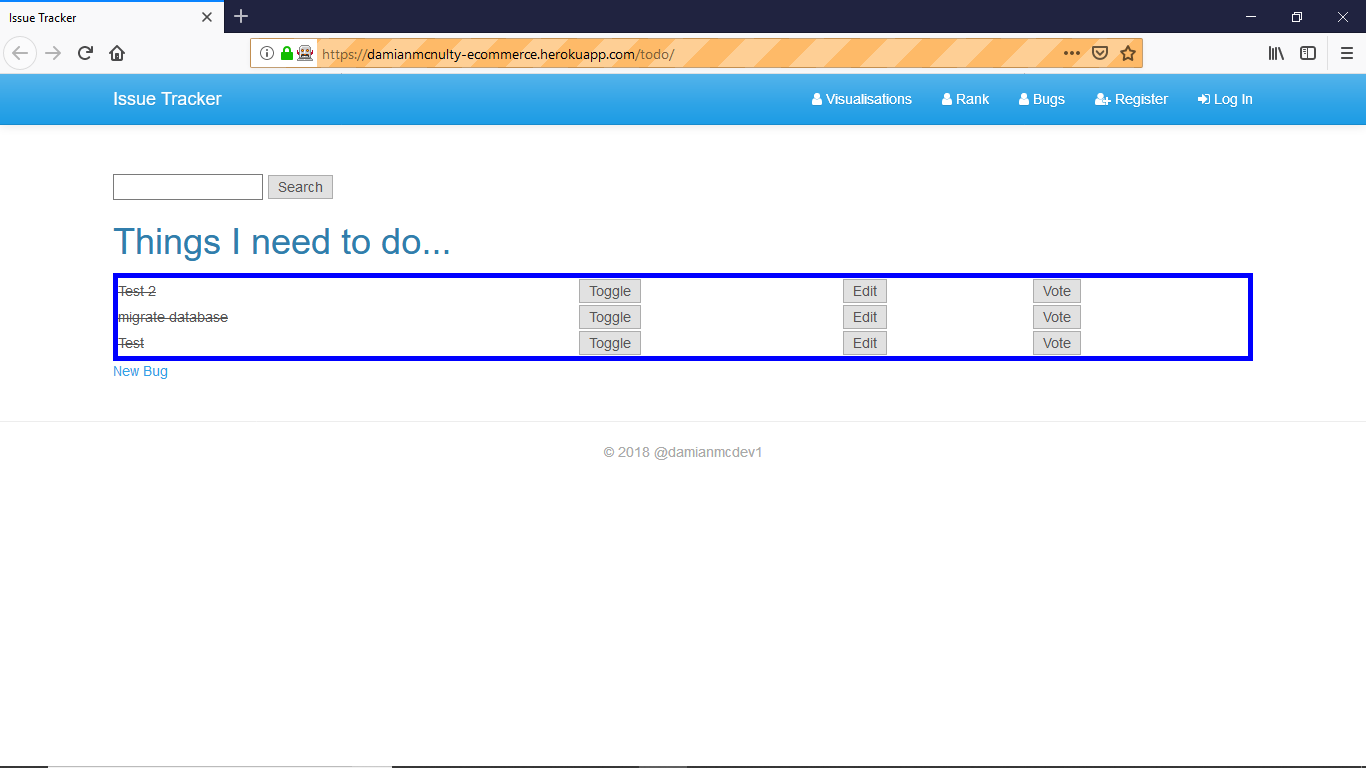 Issue Tracker
https://damianmcnulty-ecommerce.herokuapp.com/todo/
Issue Tracker Visualisations Rank Bugs Register Log In
Search
Things I need to do...
Test 2 Toggle Edit Vote
migrate database Toggle Edit Vote
Test Toggle Edit Vote
New Bug
© 2018 @damianmcdev1